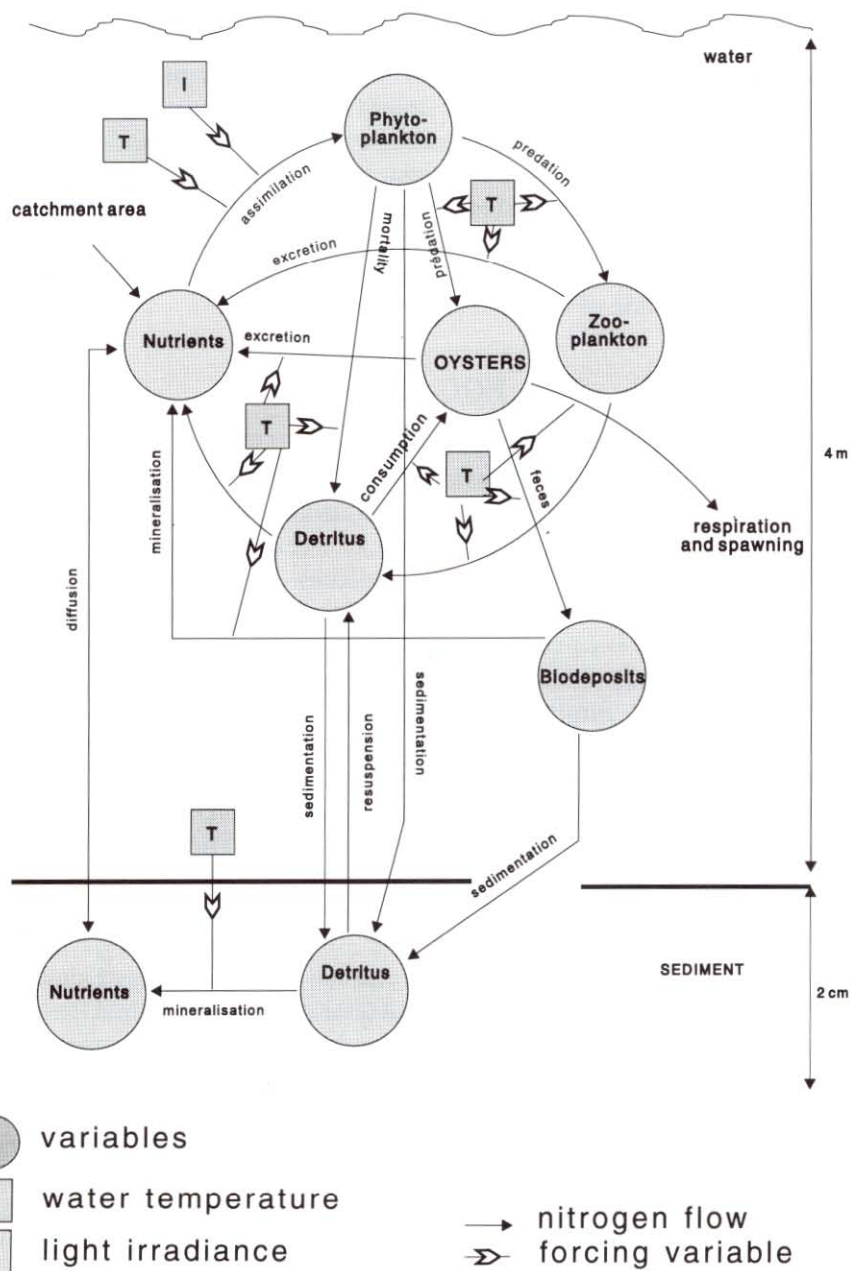 water
I
Phyto-
plankton
T
predation
assimilation
T
catchment area
mortality
prédation
excretion
Nutrients
excretion
Zoo-
plankton
OYSTERS
T
consumption
4 m
T
feces
mineralisation
respiration
and spawning
Detritus
diffusion
Biodeposits
sedimentation
resuspension
sedimentation
T
sedimentation
Nutrients
Detritus
SEDIMENT
2 cm
mineralisation
variables
water temperature
nitrogen flow
light irradiance
forcing variable